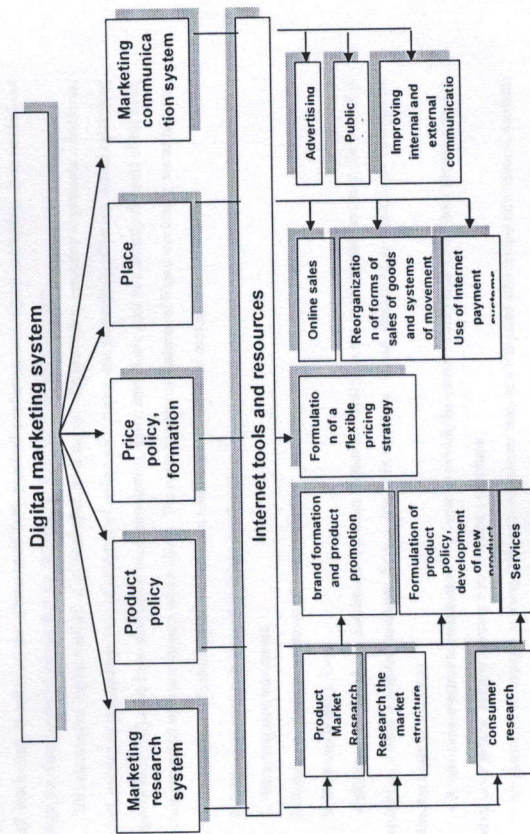 Digital marketing system
Marketing
research
system
Product
policy
Price
policy,
formation
Place
Marketing
communica
tion system
Internet tools and resources
Product
Market
Research
Research the
market
structure
consumer
research
brand formation
and product
promotion
Formulation of
product
policy,
development
of new
product
Services
Formulatio
n of a
flexible
pricing
strategy
Online sales
Reorganizatio
n of forms of
sales of goods
and systems
of movement
Use of Internet
payment
systems
Advertising
Public
Improving
internal and
external
communicatio